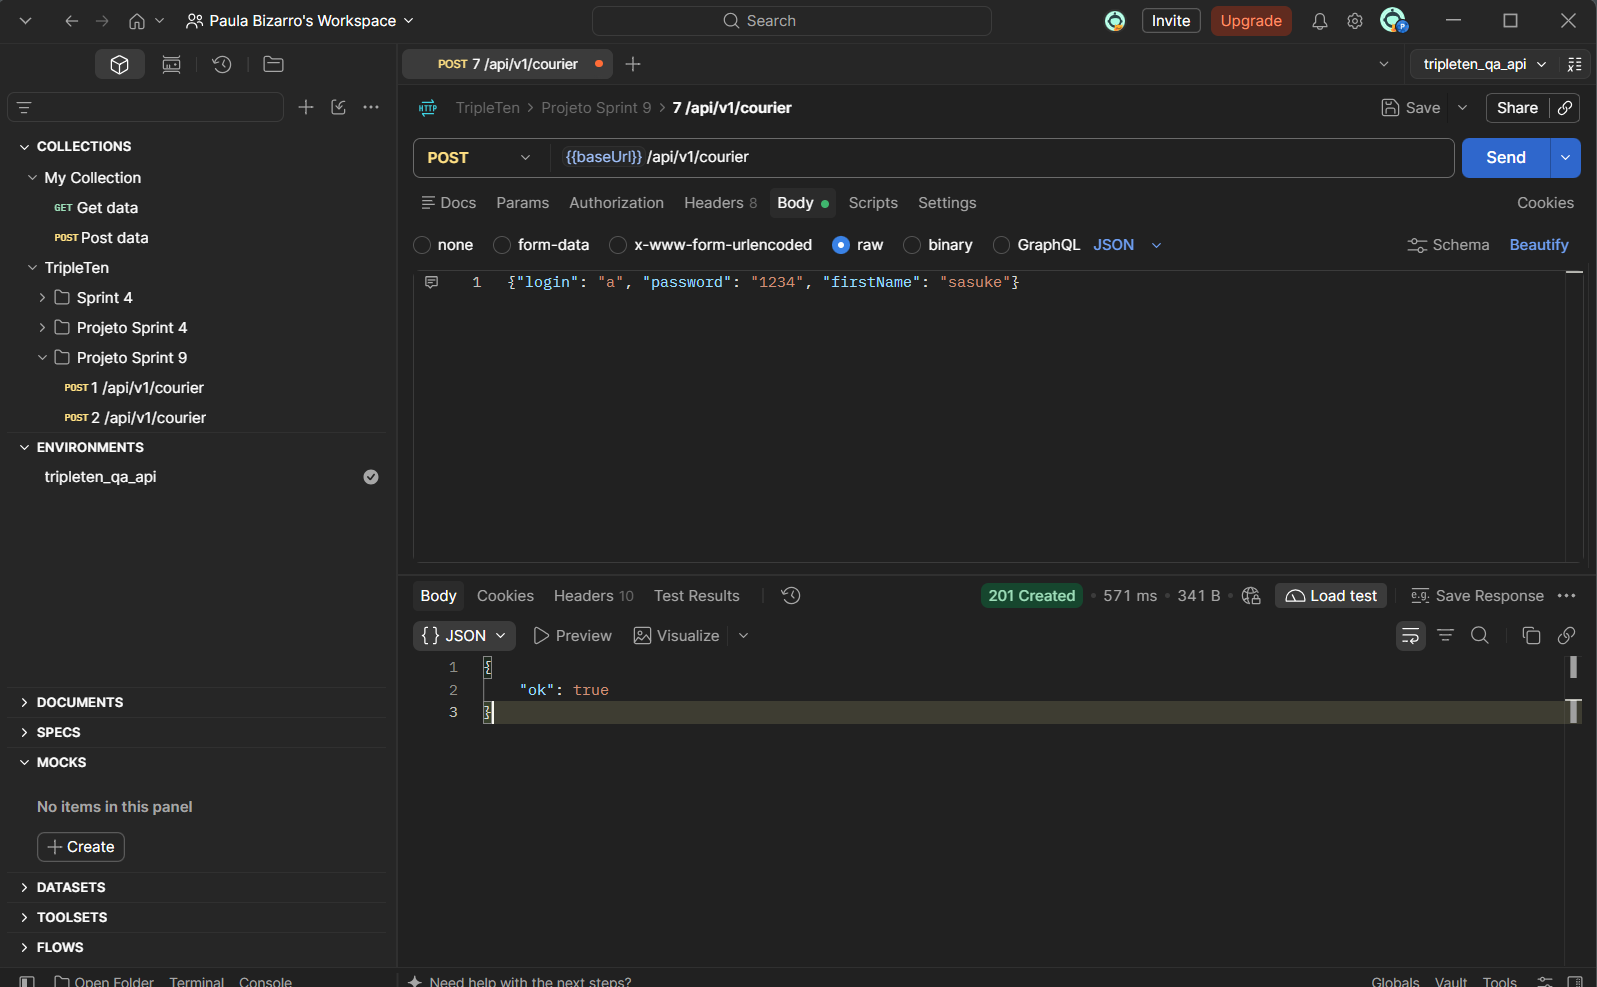 Paula Bizarro's Workspace
Search
Invite
Upgrade
P
POST 7 /api/v1/courier
tripleten_qa_api
HTTP TripleTen > Projeto Sprint 9 > 7 /api/v1/courier
Save
Share
COLLECTIONS
My Collection
GET Get data
POST Post data
TripleTen
Sprint 4
Projeto Sprint 4
Projeto Sprint 9
POST 1 /api/v1/courier
POST 2 /api/v1/courier
ENVIRONMENTS
tripleten_qa_api
DOCUMENTS
SPECS
MOCKS
No items in this panel
Create
DATASETS
TOOLSETS
FLOWS
POST
{{baseUrl}} /api/v1/courier
Send
Docs Params Authorization Headers 8 Body Scripts Settings Cookies
none form-data x-www-form-urlencoded raw binary GraphQL JSON Schema Beautify
1 {"login": "a", "password": "1234", "firstName": "sasuke"}
Body Cookies Headers 10 Test Results 201 Created • 571 ms • 341 B • Load test e.g. Save Response
{} JSON Preview Visualize
1 {
2 "ok": true
3 }
Open Folder Terminal Console Need help with the next steps? Globals Vault Tools